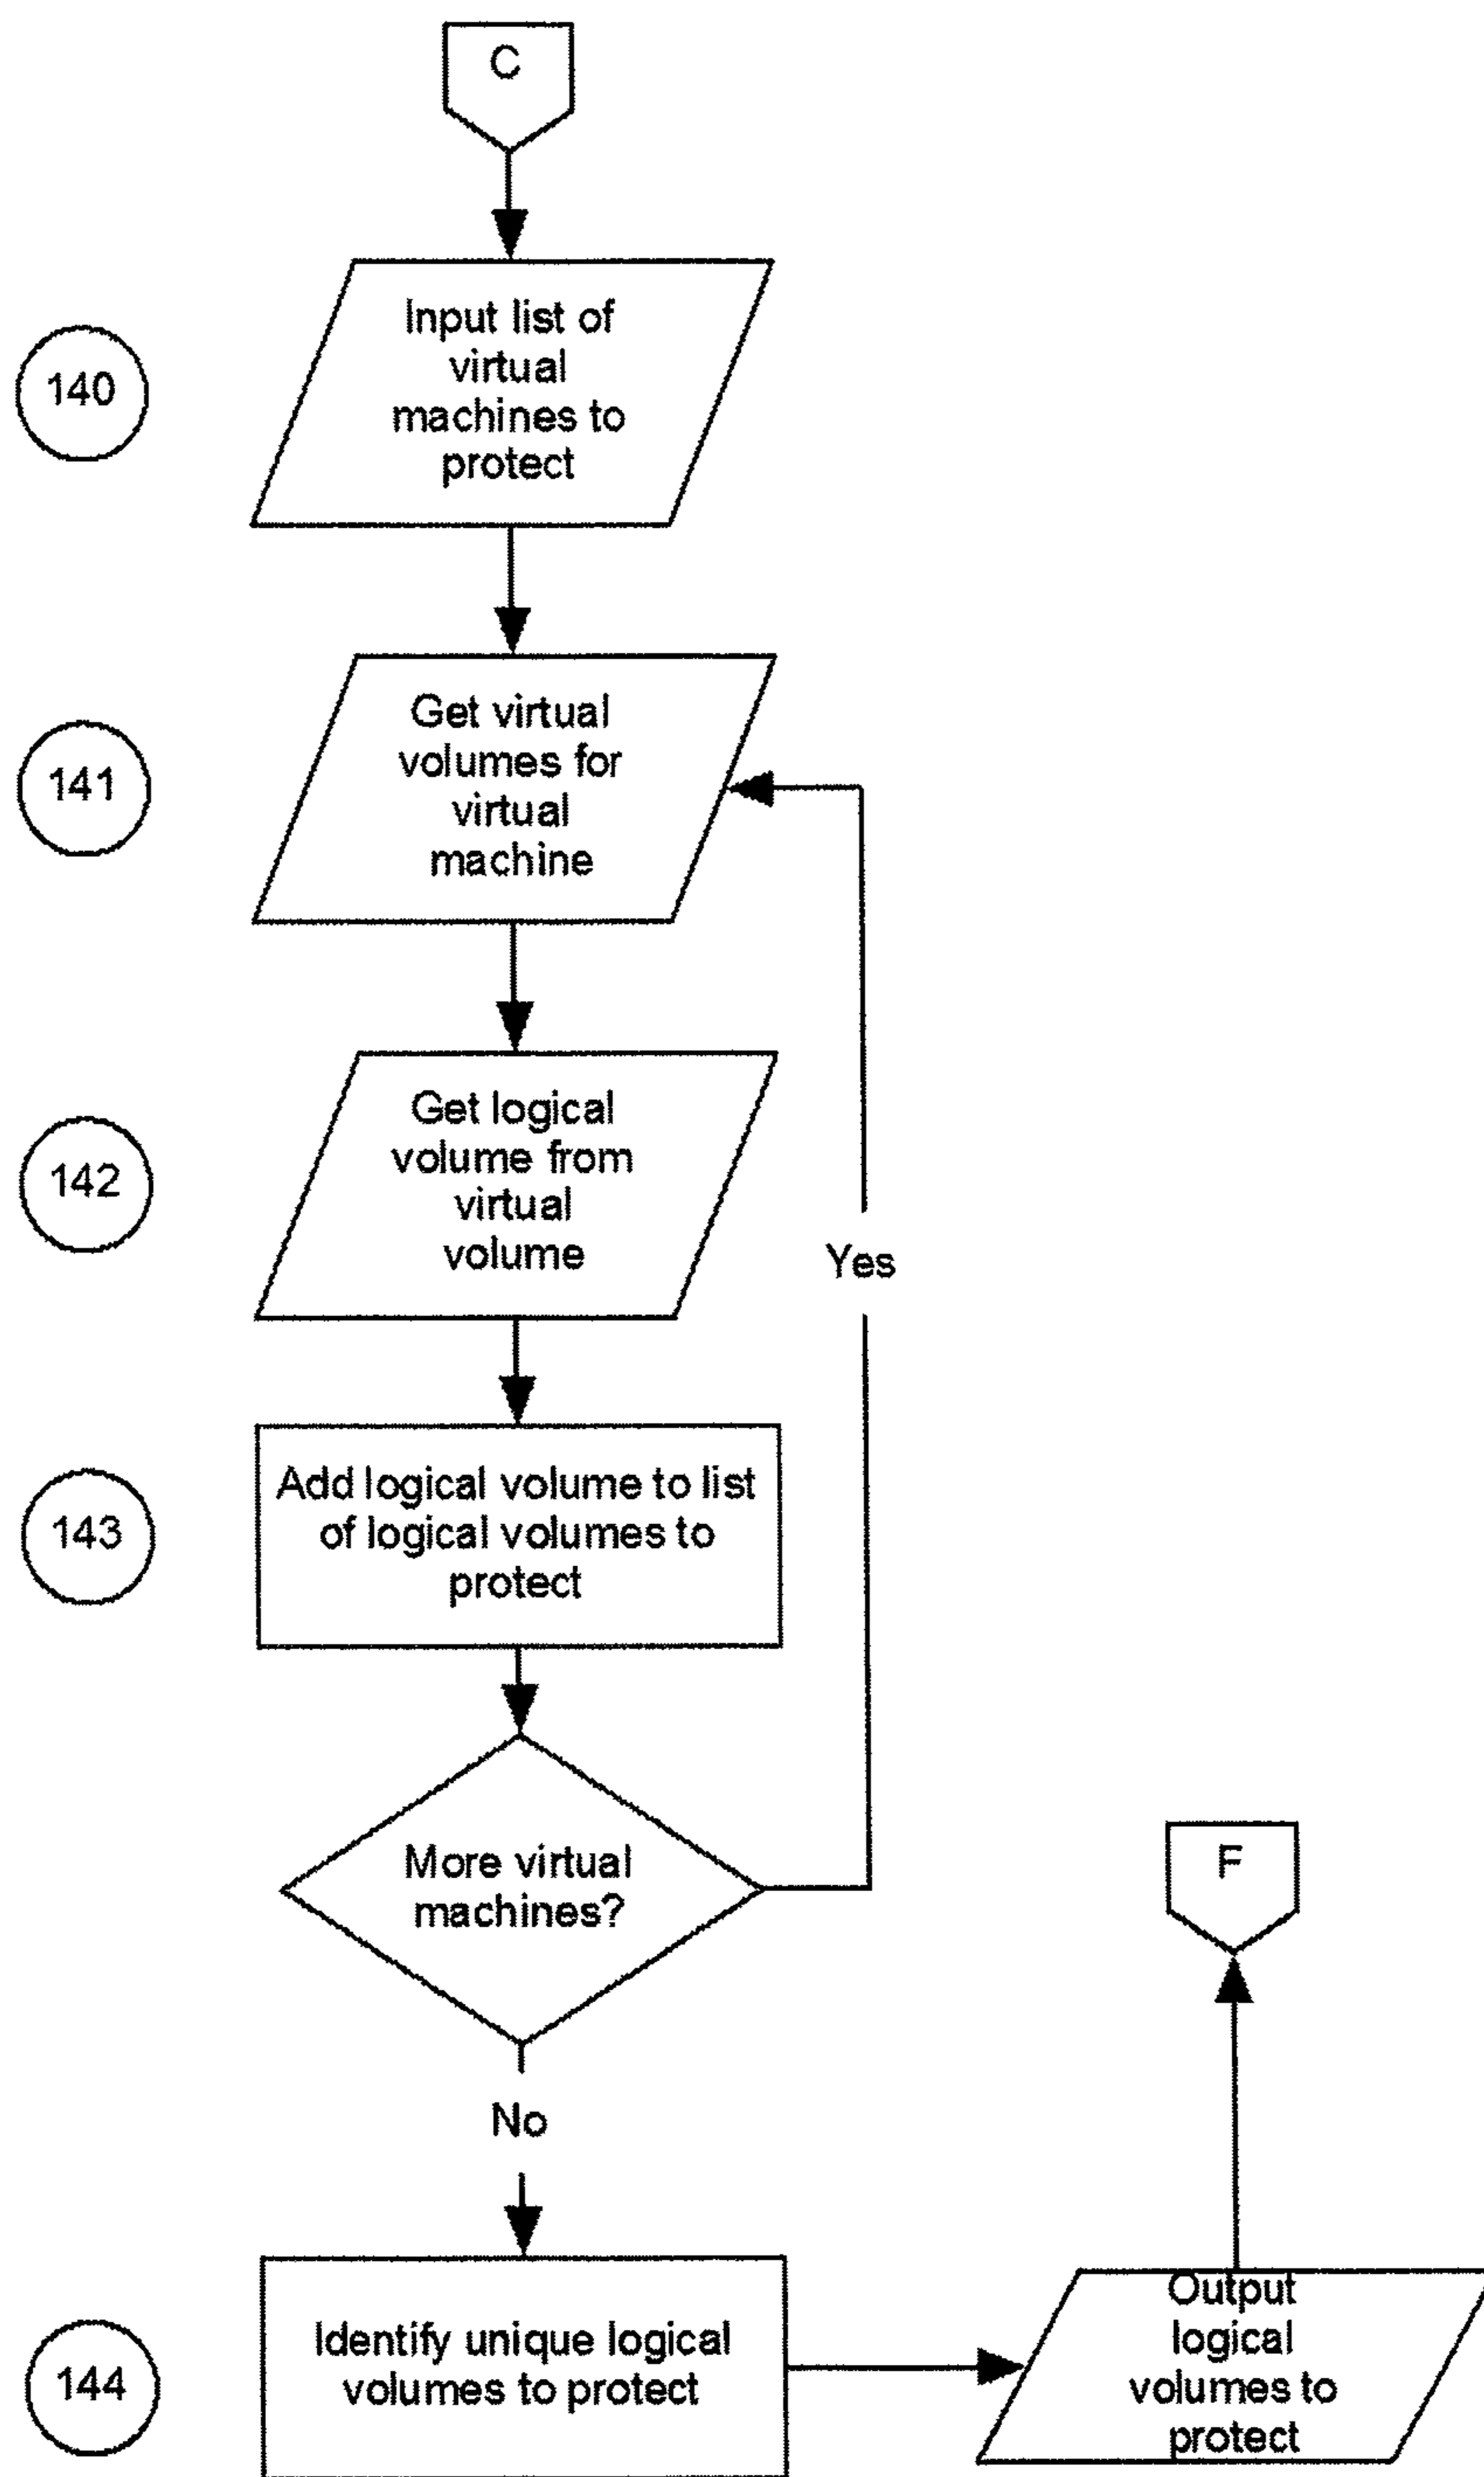 C
140
Input list of
virtual
machines to
protect
141
Get virtual
volumes for
virtual
machine
142
Get logical
volume from
virtual
volume
Yes
143
Add logical volume to list
of logical volumes to
protect
More virtual
machines?
F
No
144
Identify unique logical
volumes to protect
Output
logical
volumes to
protect